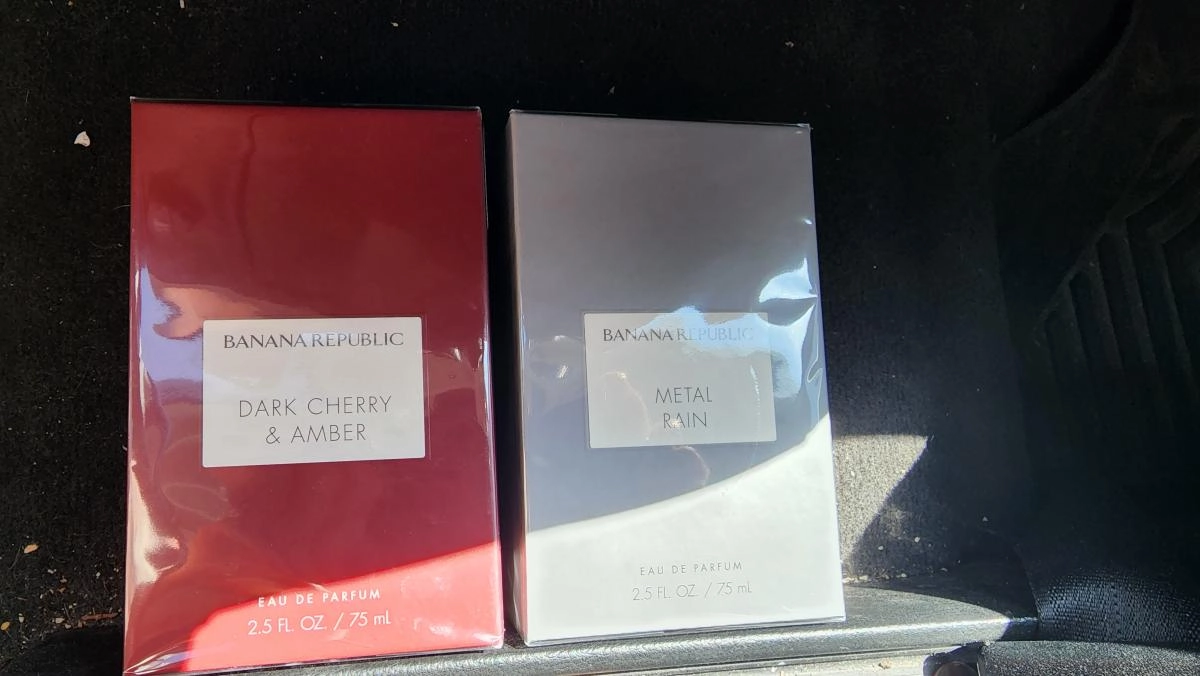 BANANA REPUBLIC
DARK CHERRY
& AMBER
EAU DE PARFUM
2.5 FL. OZ. / 75 mL
BANANA REPUBLIC
METAL
RAIN
EAU DE PARFUM
2.5 FL. OZ. / 75 mL